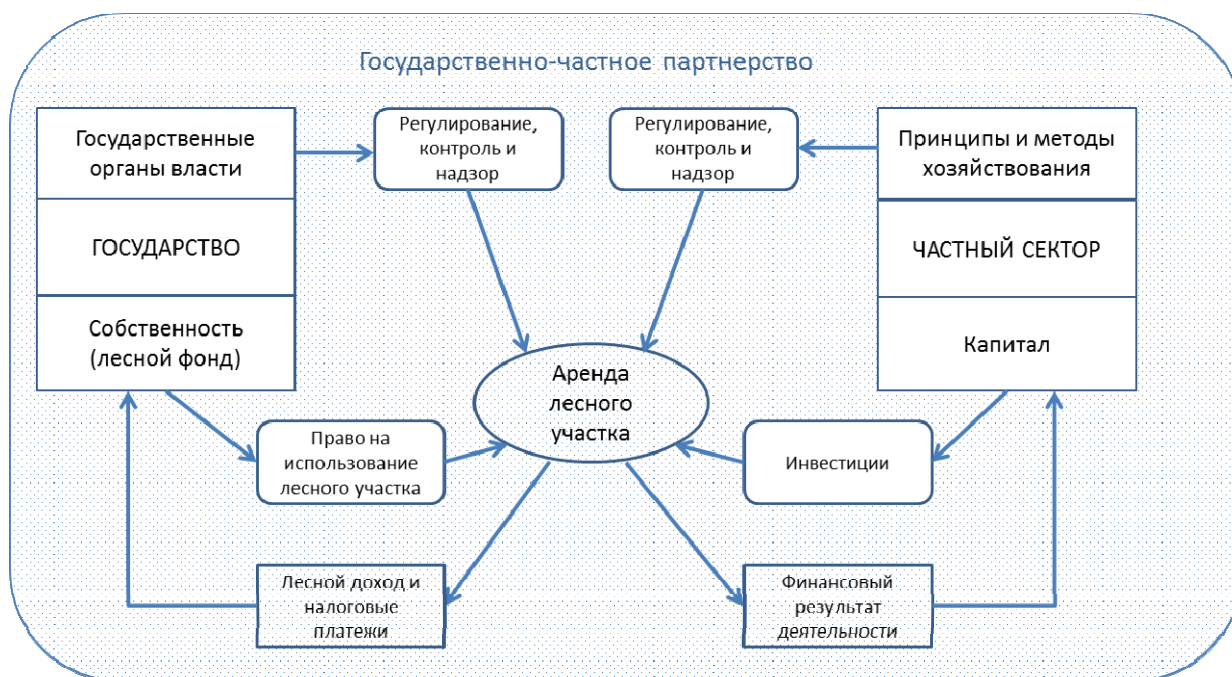 Государственно-частное партнерство
Государственные
органы власти
ГОСУДАРСТВО
Собственность
(лесной фонд)
Регулирование,
контроль и
надзор
Регулирование,
контроль и
надзор
Принципы и методы
хозяйствования
ЧАСТНЫЙ СЕКТОР
Капитал
Аренда
лесного
участка
Право на
использование
лесного участка
Инвестиции
Лесной доход и
налоговые
платежи
Финансовый
результат
деятельности